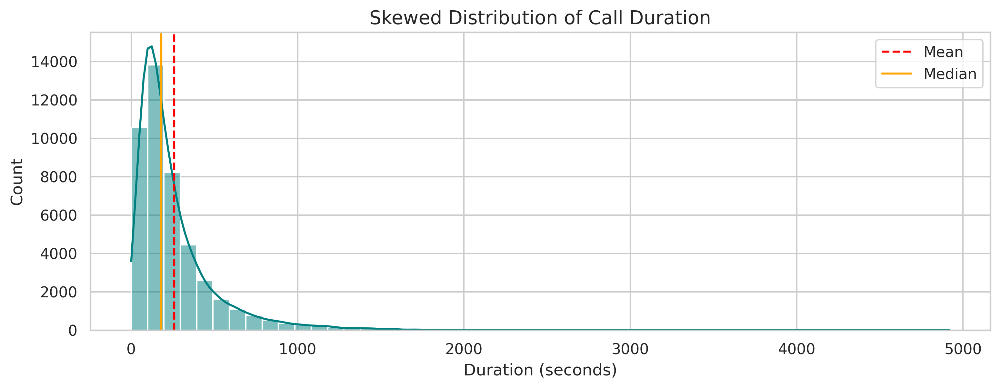 Skewed Distribution of Call Duration
Mean
Median
14000
12000
10000
8000
6000
4000
2000
0
Count
0 1000 2000 3000 4000 5000
Duration (seconds)